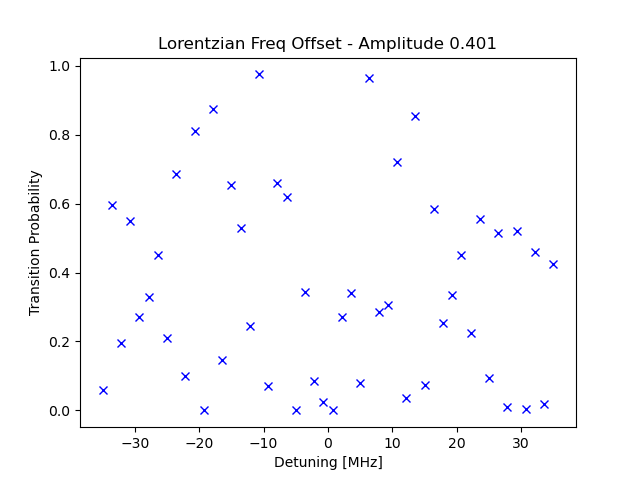 Lorentzian Freq Offset - Amplitude 0.401
Transition Probability
1.0
0.8
0.6
0.4
0.2
0.0
−30 −20 −10 0 10 20 30
Detuning [MHz]